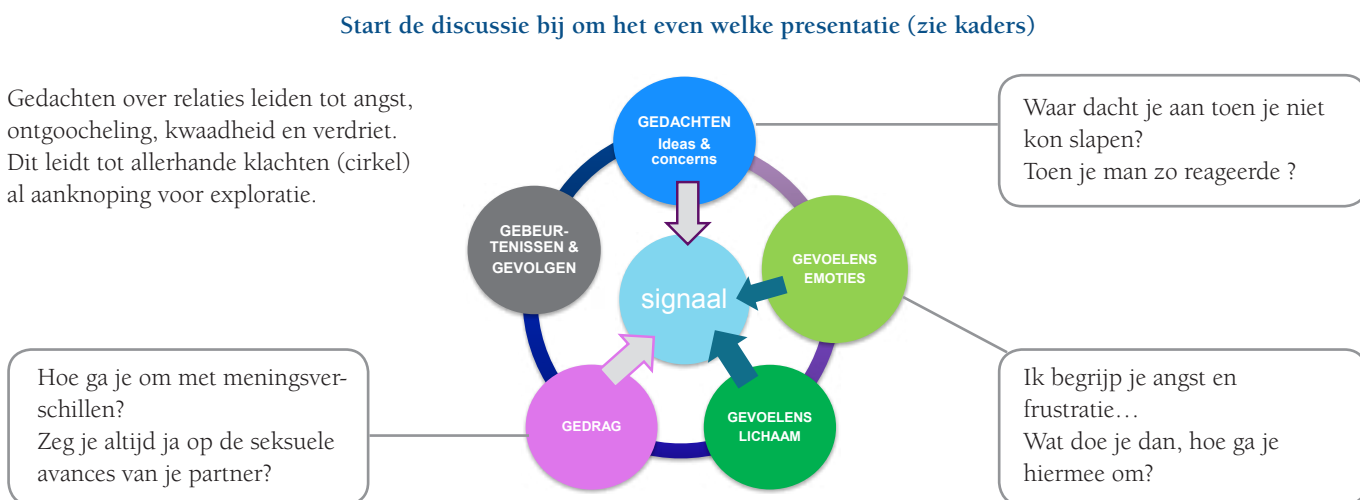 Start de discussie bij om het even welke presentatie (zie kaders)
Gedachten over relaties leiden tot angst,
ontgoocheling, kwaadheid en verdriet.
Dit leidt tot allerhande klachten (cirkel)
al aanknoping voor exploratie.
GEDACHTEN
Ideas &
concerns
Waar dacht je aan toen je niet
kon slapen?
Toen je man zo reageerde ?
GEBEUR-
TENISSEN &
GEVOLGEN
signaal
GEVOELENS
EMOTIES
Hoe ga je om met meningsver-
schillen?
Zeg je altijd ja op de seksuele
avances van je partner?
GEDRAG
GEVOELENS
LICHAAM
Ik begrijp je angst en
frustratie…
Wat doe je dan, hoe ga je
hiermee om?